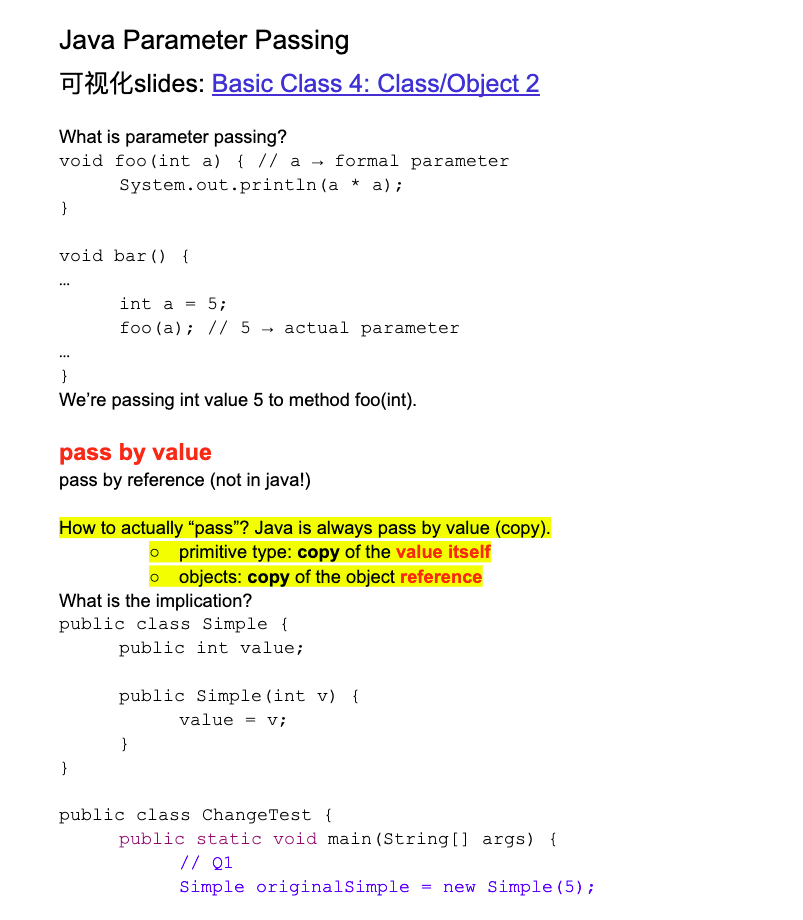 Java Parameter Passing
可视化slides: Basic Class 4: Class/Object 2
What is parameter passing?
void foo(int a) { // a → formal parameter
System.out.println(a * a);
}
void bar() {
…
int a = 5;
foo(a); // 5 → actual parameter
…
}
We're passing int value 5 to method foo(int).
pass by value
pass by reference (not in java!)
How to actually “pass”? Java is always pass by value (copy).
○ primitive type: copy of the value itself
○ objects: copy of the object reference
What is the implication?
public class Simple {
public int value;
public Simple(int v) {
value = v;
}
}
public class ChangeTest {
public static void main(String[] args) {
// Q1
Simple originalSimple = new Simple(5);